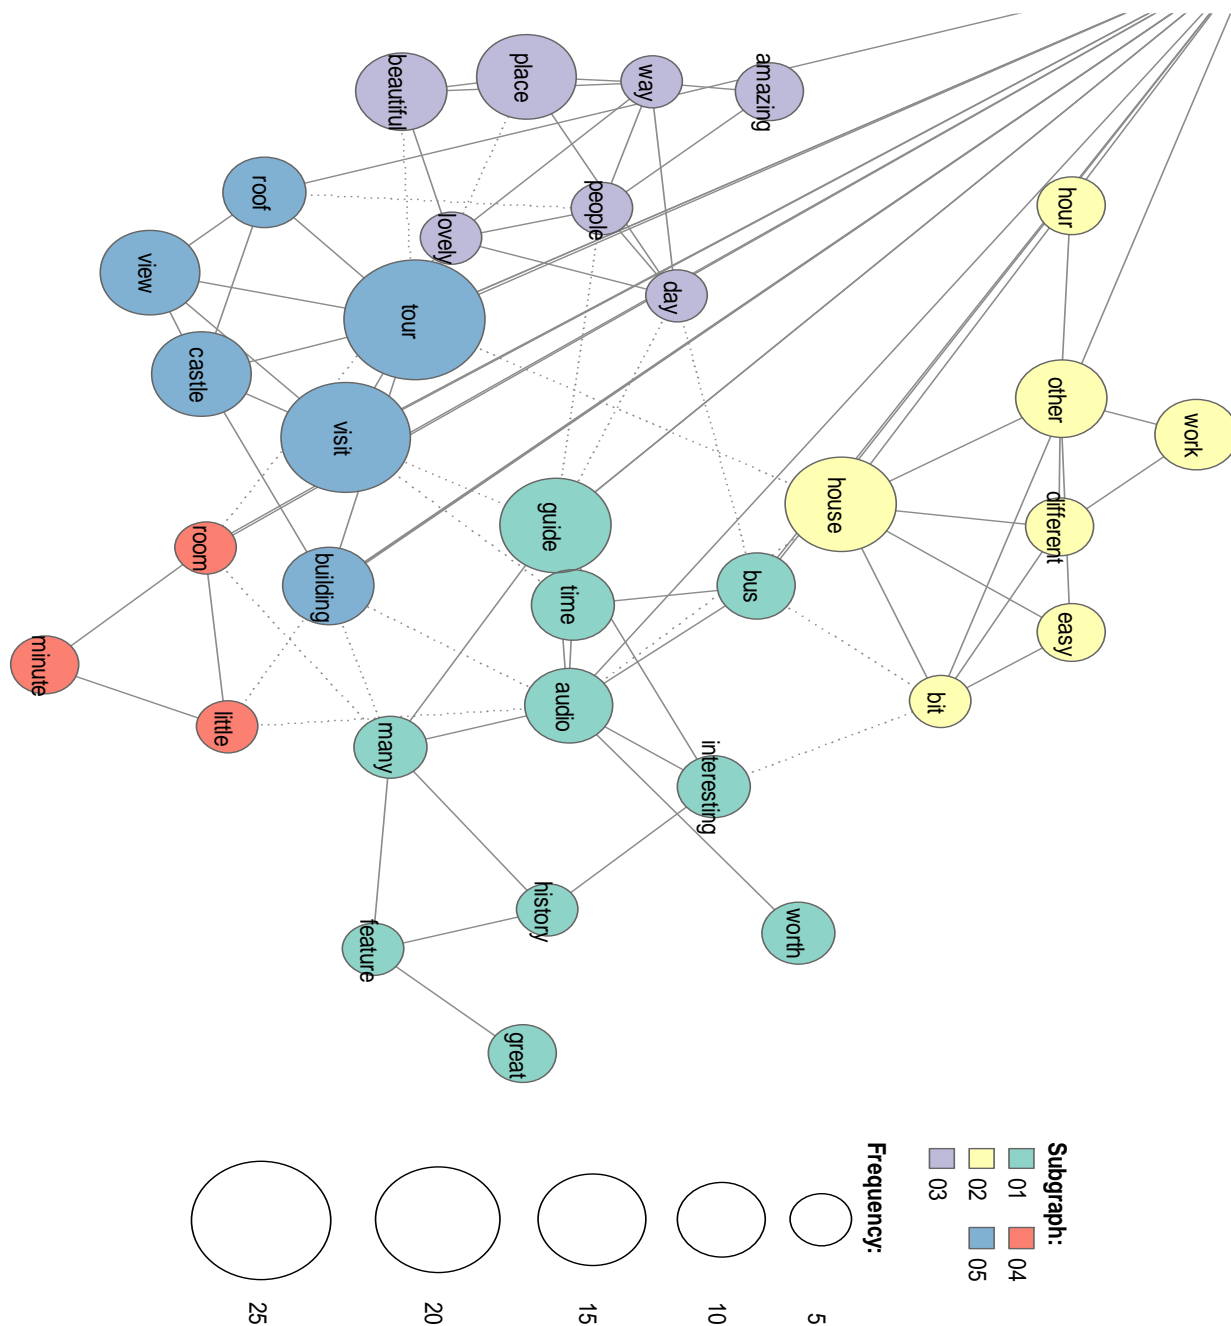 amazing
way
place
beautiful
hour
people
roof
lovely
view
day
tour
other
castle
work
visit
house
guide
different
room
building
bus
time
easy
minute
audio
bit
little
many
interesting
history
worth
feature
great
Subgraph:
01
02
03
04
05
Frequency:
5
10
15
20
25